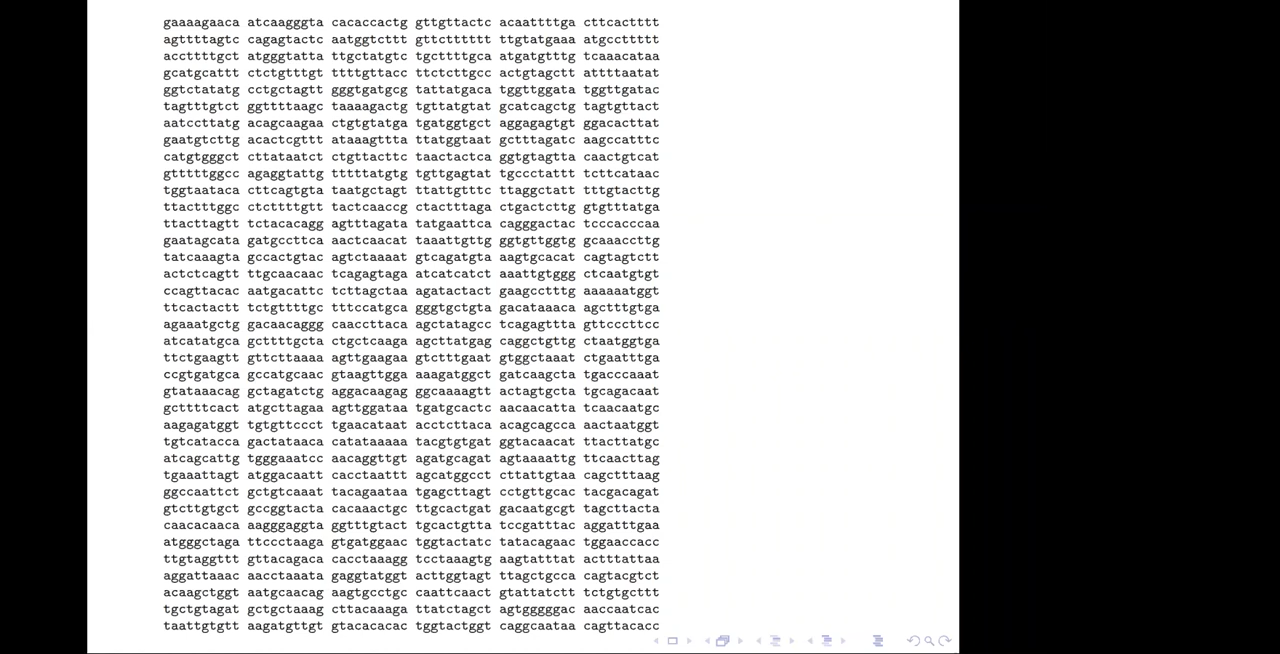 gaaaagaaca atcaagggta cacaccactg gttgttactc acaattttga cttcactttt
agttttagtc cagagtactc aatggtcttt gttctttttt ttgtatgaaa atgccttttt
accttttgct atgggtatta ttgctatgtc tgcttttgca atgatgtttg tcaaacataa
gcatgcattt ctctgtttgt ttttgttacc ttctcttgcc actgtagctt attttaatat
ggtctatatg cctgctagtt gggtgatgcg tattatgaca tggttggata tggttgatac
tagtttgtct ggttttaagc taaaagactg tgttatgtat gcatcagctg tagtgttact
aatccttatg acagcaagaa ctgtgtatga tgatggtgct aggagagtgt ggacacttat
gaatgtcttg acactcgttt ataaagttta ttatggtaat gctttagatc aagccatttc
catgtgggct cttataatct ctgttacttc taactactca ggtgtagtta caactgtcat
gtttttggcc agaggtattg tttttatgtg tgttgagtat tgccctattt tcttcataac
tggtaataca cttcagtgta taatgctagt ttattgtttc ttaggctatt tttgtacttg
ttactttggc ctcttttgtt tactcaaccg ctactttaga ctgactcttg gtgtttatga
ttacttagtt tctacacagg agtttagata tatgaattca cagggactac tcccacccaa
gaatagcata gatgccttca aactcaacat taaattgttg ggtgttggtg gcaaaccttg
tatcaaagta gccactgtac agtctaaaat gtcagatgta aagtgcacat cagtagtctt
actctcagtt ttgcaacaac tcagagtaga atcatcatct aaattgtggg ctcaatgtgt
ccagttacac aatgacattc tcttagctaa agatactact gaagcctttg aaaaaatggt
ttcactactt tctgttttgc tttccatgca gggtgctgta gacataaaca agctttgtga
agaaatgctg gacaacaggg caaccttaca agctatagcc tcagagttta gttcccttcc
atcatatgca gcttttgcta ctgctcaaga agcttatgag caggctgttg ctaatggtga
ttctgaagtt gttcttaaaa agttgaagaa gtctttgaat gtggctaaat ctgaatttga
ccgtgatgca gccatgcaac gtaagttgga aaagatggct gatcaagcta tgacccaaat
gtataaacag gctagatctg aggacaagag ggcaaaagtt actagtgcta tgcagacaat
gcttttcact atgcttagaa agttggataa tgatgcactc aacaacatta tcaacaatgc
aagagatggt tgtgttccct tgaacataat acctcttaca acagcagcca aactaatggt
tgtcatacca gactataaca catataaaaa tacgtgtgat ggtacaacat ttacttatgc
atcagcattg tgggaaatcc aacaggttgt agatgcagat agtaaaattg ttcaacttag
tgaaattagt atggacaatt cacctaattt agcatggcct cttattgtaa cagctttaag
ggccaattct gctgtcaaat tacagaataa tgagcttagt cctgttgcac tacgacagat
gtcttgtgct gccggtacta cacaaactgc ttgcactgat gacaatgcgt tagcttacta
caacacaaca aagggaggta ggtttgtact tgcactgtta tccgatttac aggatttgaa
atgggctaga ttccctaaga gtgatggaac tggtactatc tatacagaac tggaaccacc
ttgtaggttt gttacagaca cacctaaagg tcctaaagtg aagtatttat actttattaa
aggattaaac aacctaaata gaggtatggt acttggtagt ttagctgcca cagtacgtct
acaagctggt aatgcaacag aagtgcctgc caattcaact gtattatctt tctgtgcttt
tgctgtagat gctgctaaag cttacaaaga ttatctagct agtgggggac aaccaatcac
taattgtgtt aagatgttgt gtacacacac tggtactggt caggcaataa cagttacacc